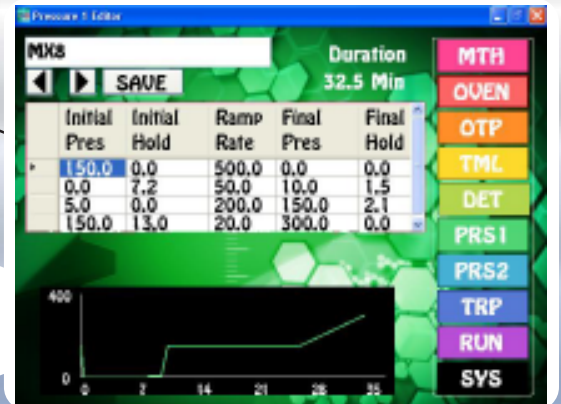 Pressure 1 Editor
MX8
Duration
32.5 Min
SAVE
Initial Pres Initial Hold Ramp Rate Final Pres Final Hold
150.0 0.0 500.0 0.0 0.0
0.0 7.2 50.0 10.0 1.5
5.0 0.0 200.0 150.0 2.1
150.0 13.0 20.0 300.0 0.0
400
0
0 7 14 21 28 35
MTH
OVEN
OTP
TML
DET
PRS1
PRS2
TRP
RUN
SYS